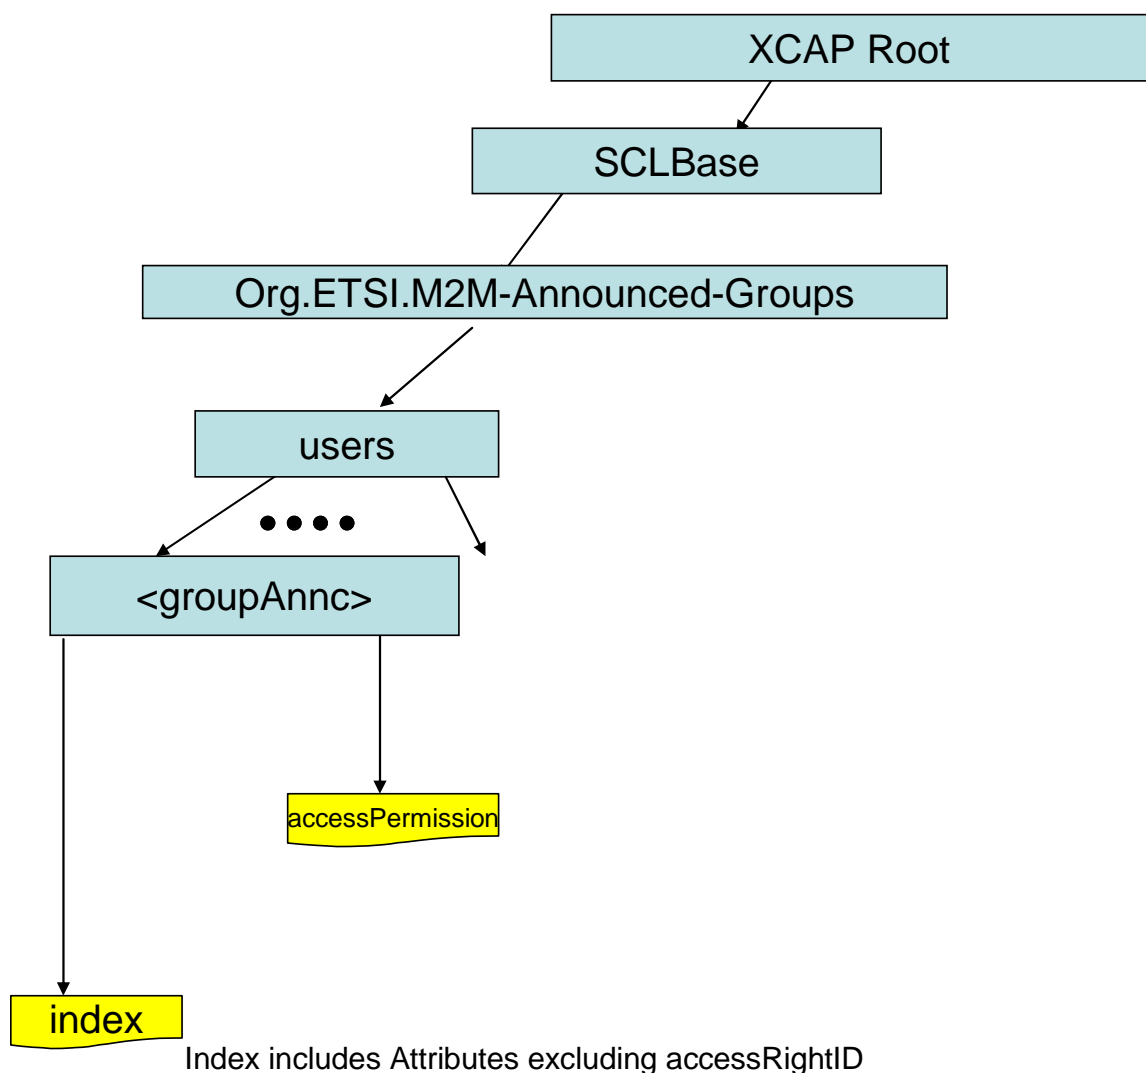 XCAP Root
SCLBase
Org.ETSI.M2M-Announced-Groups
users
<groupAnnc>
accessPermission
index
Index includes Attributes excluding accessRightID